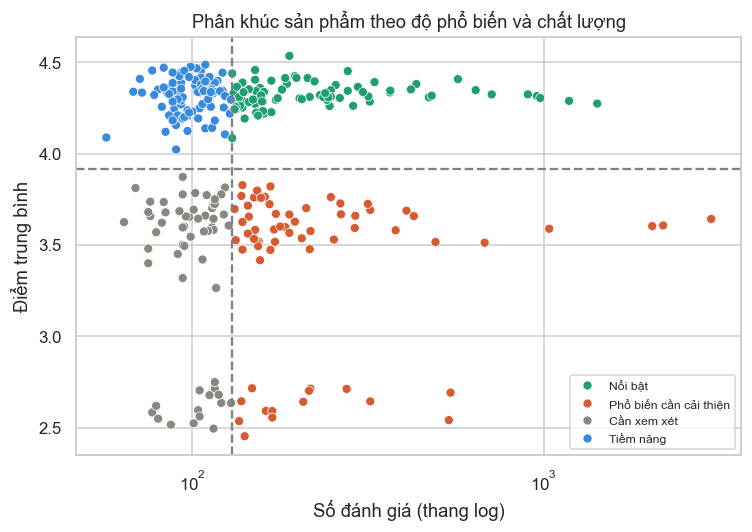 Phân khúc sản phẩm theo độ phổ biến và chất lượng
Điểm trung bình
4.5
4.0
3.5
3.0
2.5
10²
10³
Số đánh giá (thang log)
Nổi bật
Phổ biến cần cải thiện
Cần xem xét
Tiềm năng